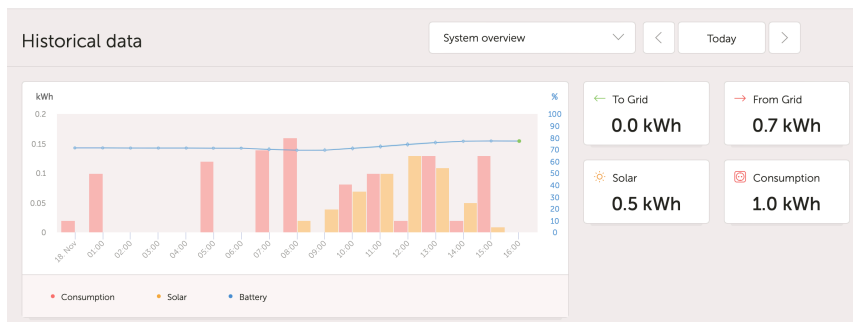 Historical data
System overview
Today
kWh
%
0.2
0.15
0.1
0.05
0
100
90
80
70
60
50
40
30
20
10
0
18. Nov
01:00
02:00
03:00
04:00
05:00
06:00
07:00
08:00
09:00
10:00
11:00
12:00
13:00
14:00
15:00
16:00
Consumption
Solar
Battery
To Grid
0.0 kWh
From Grid
0.7 kWh
Solar
0.5 kWh
Consumption
1.0 kWh